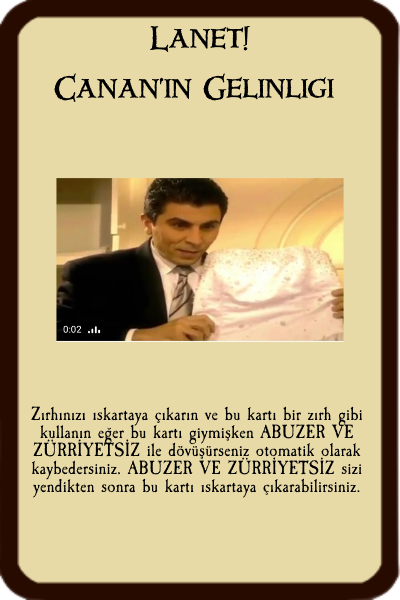 LANET!
CANAN'IN GELINLIGI
0:02
Zırhınızı ıskartaya çıkarın ve bu kartı bir zırh gibi
kullanın eğer bu kartı giymişken ABUZER VE
ZÜRRİYETSİZ ile dövüşürseniz otomatik olarak
kaybedersiniz. ABUZER VE ZÜRRİYETSİZ sizi
yendikten sonra bu kartı ıskartaya çıkarabilirsiniz.